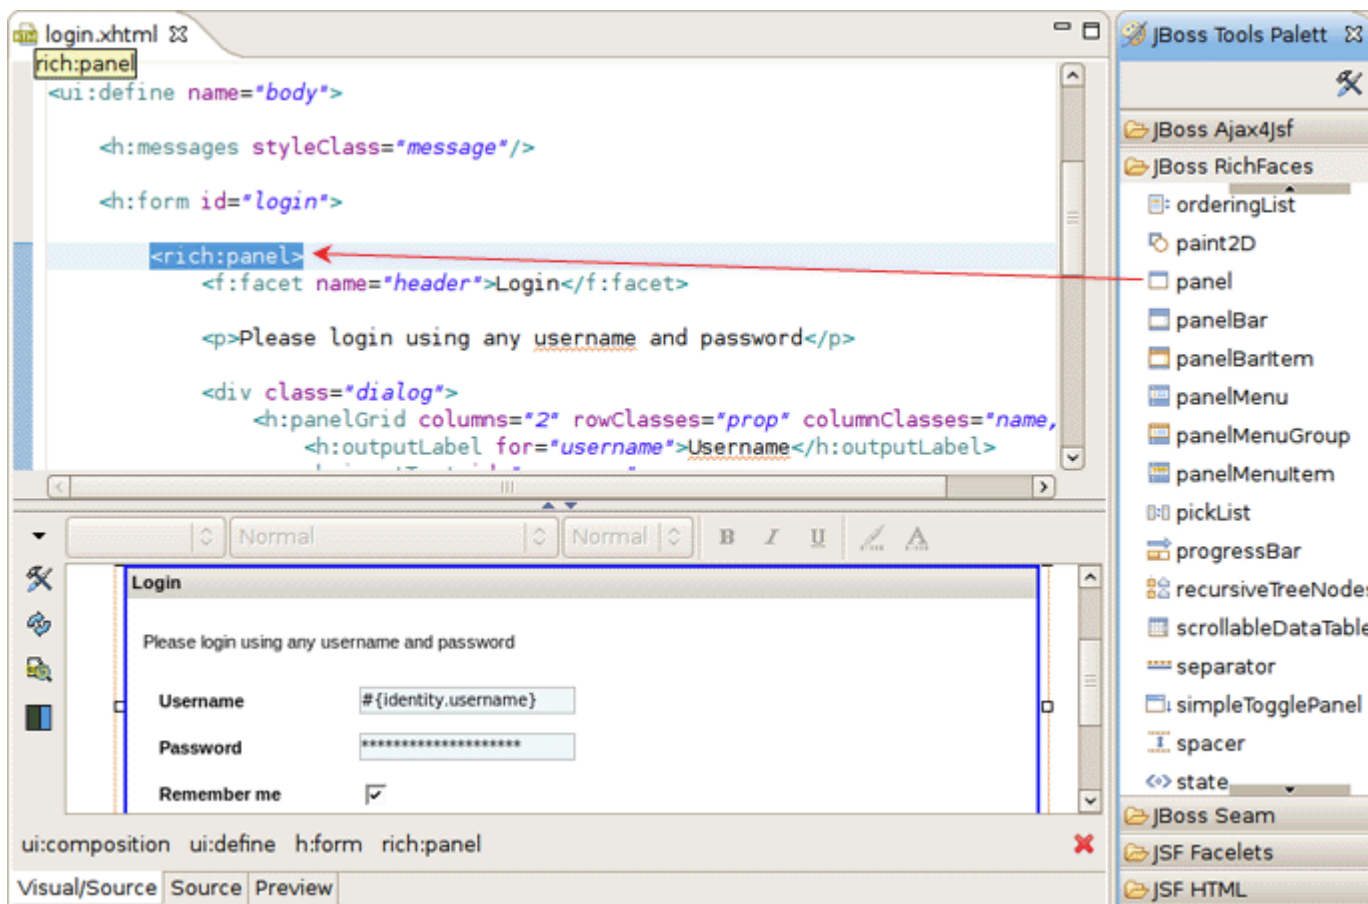 login.xhtml
rich:panel
<ui:define name="body">
<h:messages styleClass="message"/>
<h:form id="login">
<rich:panel>
<f:facet name="header">Login</f:facet>
<p>Please login using any username and password</p>
<div class="dialog">
<h:panelGrid columns="2" rowClasses="prop" columnClasses="name,
<h:outputLabel for="username">Username</h:outputLabel>
Normal Normal B I U A
Login
Please login using any username and password
Username #{identity.username}
Password ********************
Remember me
ui:composition ui:define h:form rich:panel
Visual/Source Source Preview
JBoss Tools Palett
JBoss Ajax4Jsf
JBoss RichFaces
orderingList
paint2D
panel
panelBar
panelBarItem
panelMenu
panelMenuGroup
panelMenuItem
pickList
progressBar
recursiveTreeNodes
scrollableDataTable
separator
simpleTogglePanel
spacer
state
JBoss Seam
JSF Facelets
JSF HTML